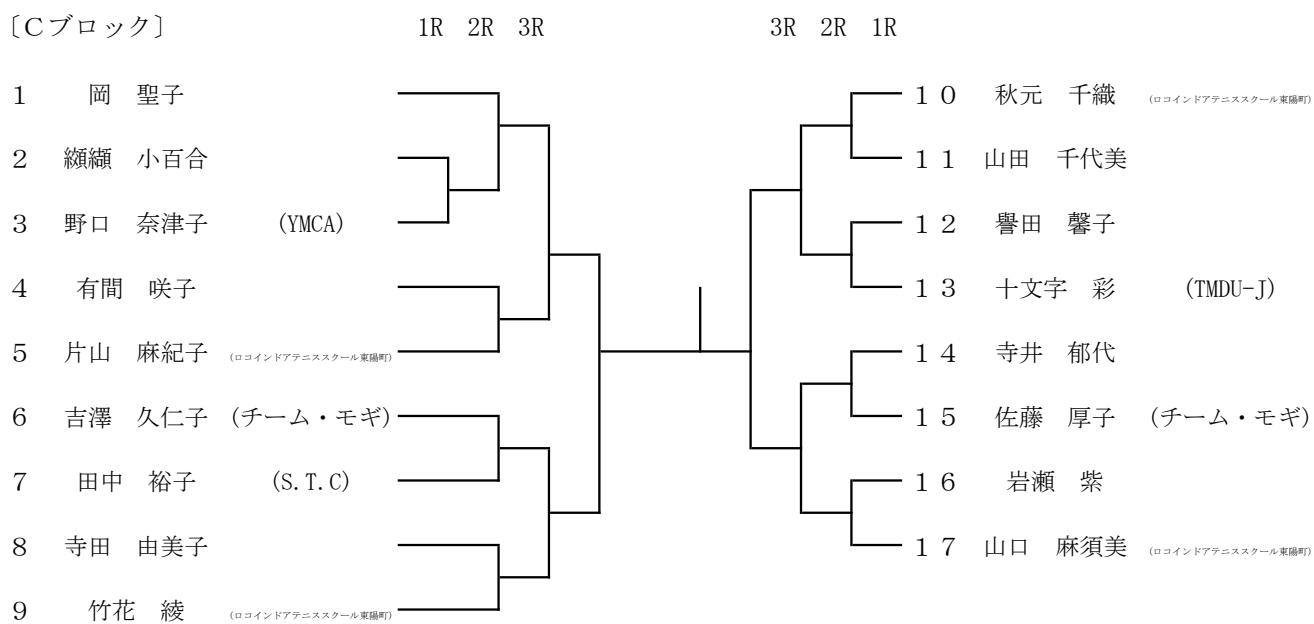 〔Cブロック〕 1R 2R 3R 3R 2R 1R
1 岡 聖子 10 秋元 千織 (ロコインドアテニススクール東陽町)
2 纐纈 小百合 11 山田 千代美
3 野口 奈津子 (YMCA) 12 譽田 馨子
4 有間 咲子 13 十文字 彩 (TMDU-J)
5 片山 麻紀子 (ロコインドアテニススクール東陽町) 14 寺井 郁代
6 吉澤 久仁子 (チーム・モギ) 15 佐藤 厚子 (チーム・モギ)
7 田中 裕子 (S.T.C) 16 岩瀬 紫
8 寺田 由美子 17 山口 麻須美 (ロコインドアテニススクール東陽町)
9 竹花 綾 (ロコインドアテニススクール東陽町)